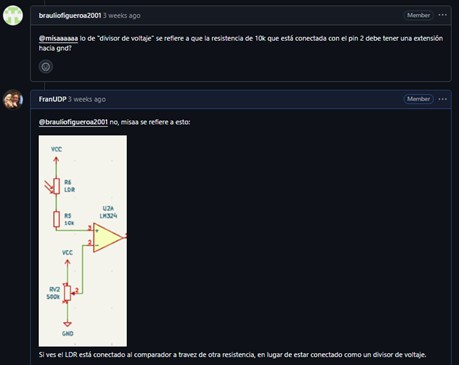 brauliofigueroa2001 3 weeks ago
Member
@misaaaaaa lo de "divisor de voltaje" se refiere a que la resistencia de 10k que está conectada con el pin 2 debe tener una extensión
hacia gnd?
FranUDP 3 weeks ago
Member
@brauliofigueroa2001 no, misaa se refiere a esto:
VCC
R6
LDR
R5
10k
U2A
LM324
3
+
2
-
1
VCC
RV2
500k
2
GND
Si ves el LDR está conectado al comparador a travez de otra resistencia, en lugar de estar conectado como un divisor de voltaje.